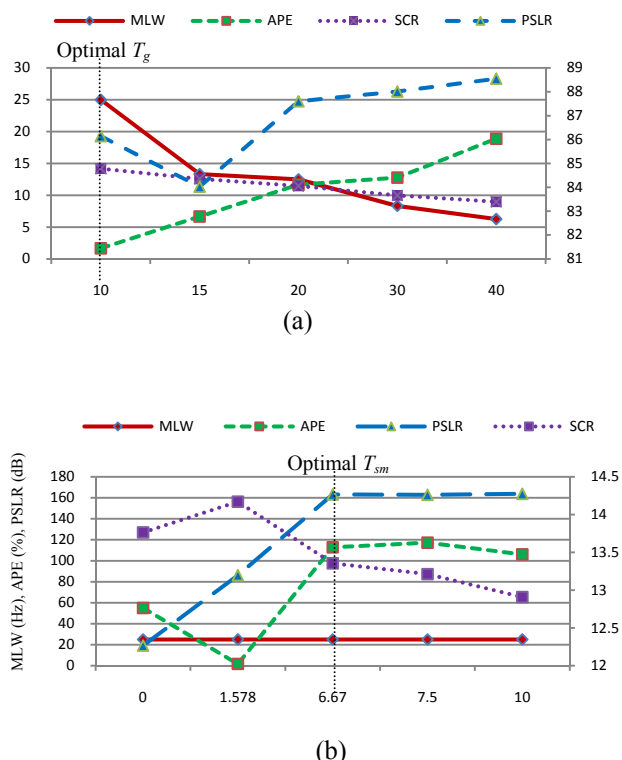 MLW APE SCR PSLR
Optimal Tg
30 89
25 88
20 87
15 86
10 85
5 84
0 83
82
81
10 15 20 30 40
(a)
MLW APE PSLR SCR
Optimal Tsm
MLW (Hz), APE (%), PSLR (dB)
180 14.5
160 14
140 13.5
120 13
100 12.5
80 12
60
40
20
0
0 1.578 6.67 7.5 10
(b)